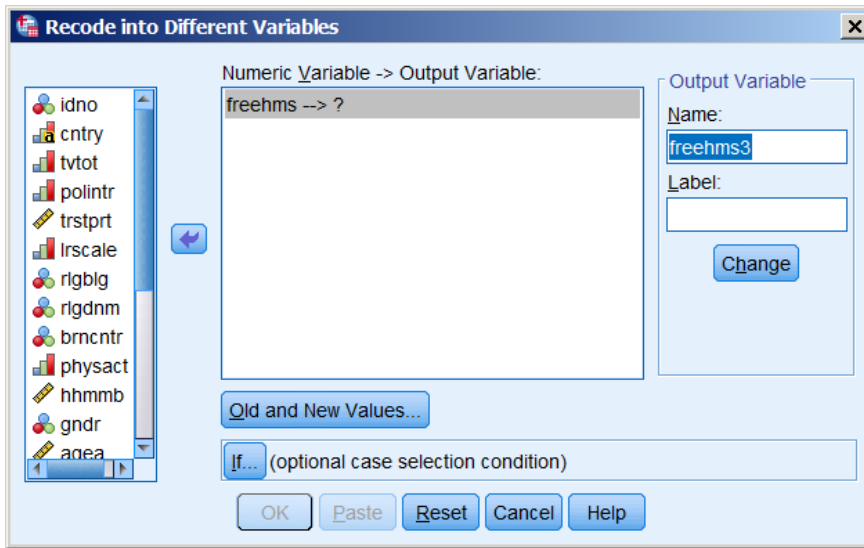 Recode into Different Variables
Numeric Variable -> Output Variable:
idno
cntry
tvtot
polintr
trstprt
lrscale
rlgblg
rlgdnm
brncntr
physact
hhmmb
gndr
agea
freehms --> ?
Output Variable
Name:
freehms3
Label:
Change
Old and New Values...
If... (optional case selection condition)
OK Paste Reset Cancel Help